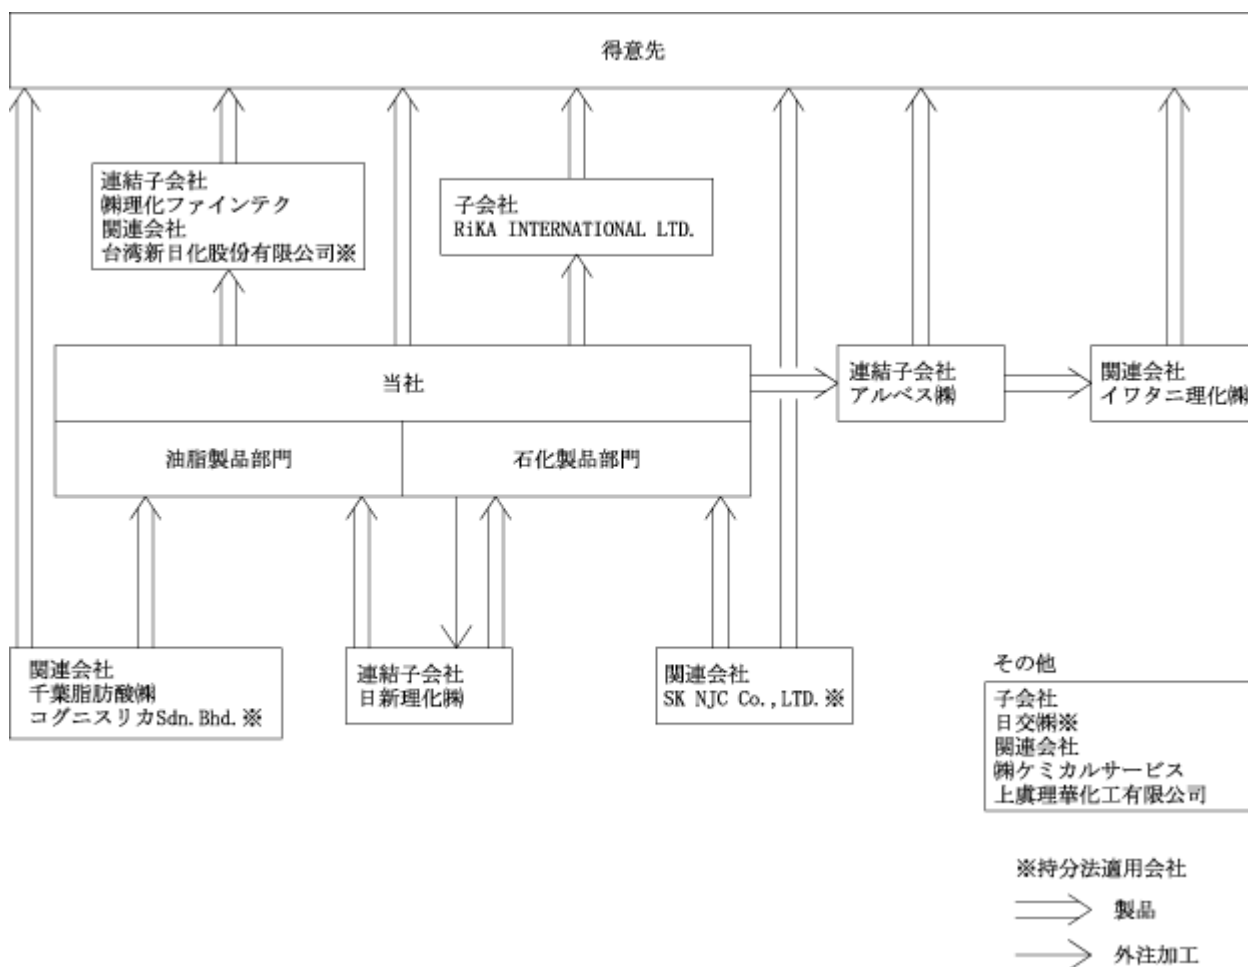 得意先
連結子会社
㈱理化ファインテク
関連会社
台湾新日化股份有限公司※
子会社
RiKA INTERNATIONAL LTD.
当社
連結子会社
アルベス㈱
関連会社
イワタニ理化㈱
油脂製品部門
石化製品部門
関連会社
千葉脂肪酸㈱
コグニスリカSdn.Bhd.※
連結子会社
日新理化㈱
関連会社
SK NJC Co.,LTD.※
その他
子会社
日交㈱※
関連会社
㈱ケミカルサービス
上虞理華化工有限公司
※持分法適用会社
製品
外注加工